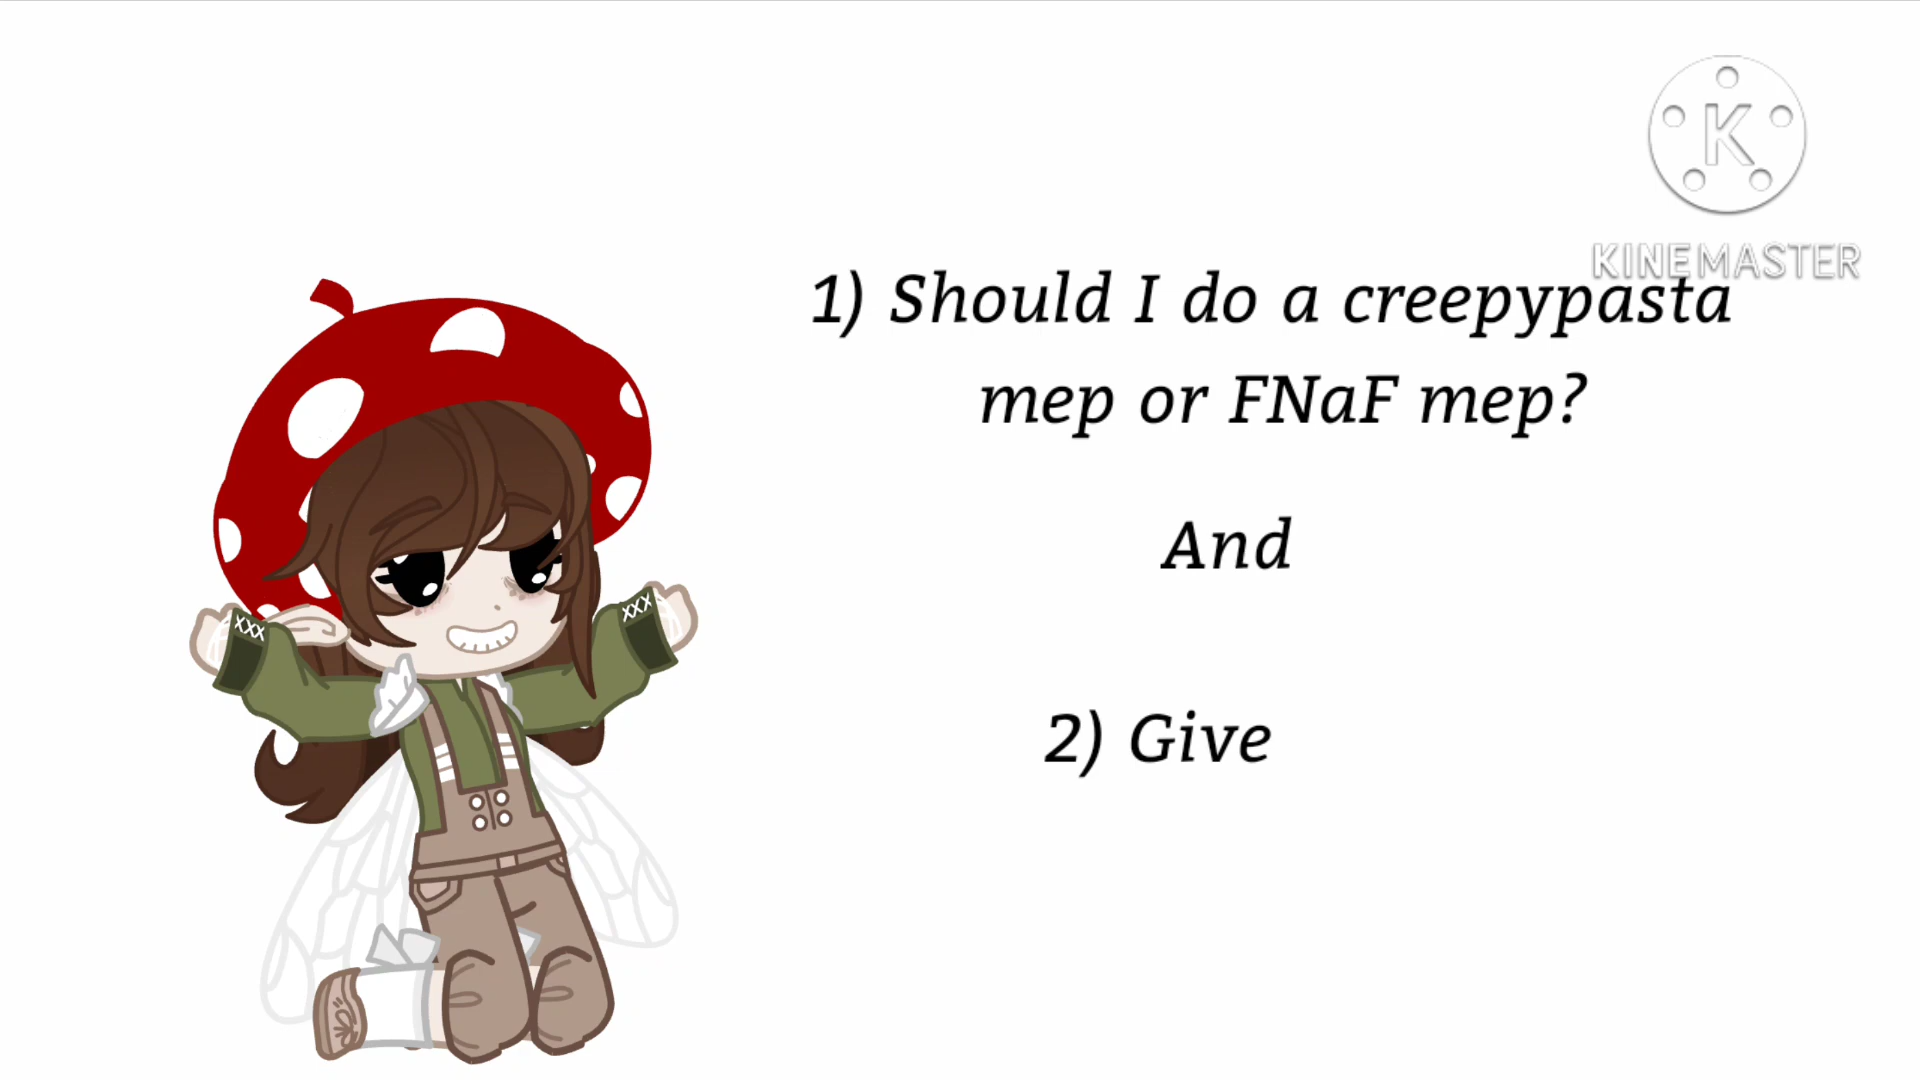 K
KINEMASTER
1) Should I do a creepypasta
mep or FNaF mep?
And
2) Give
XXX
XXX